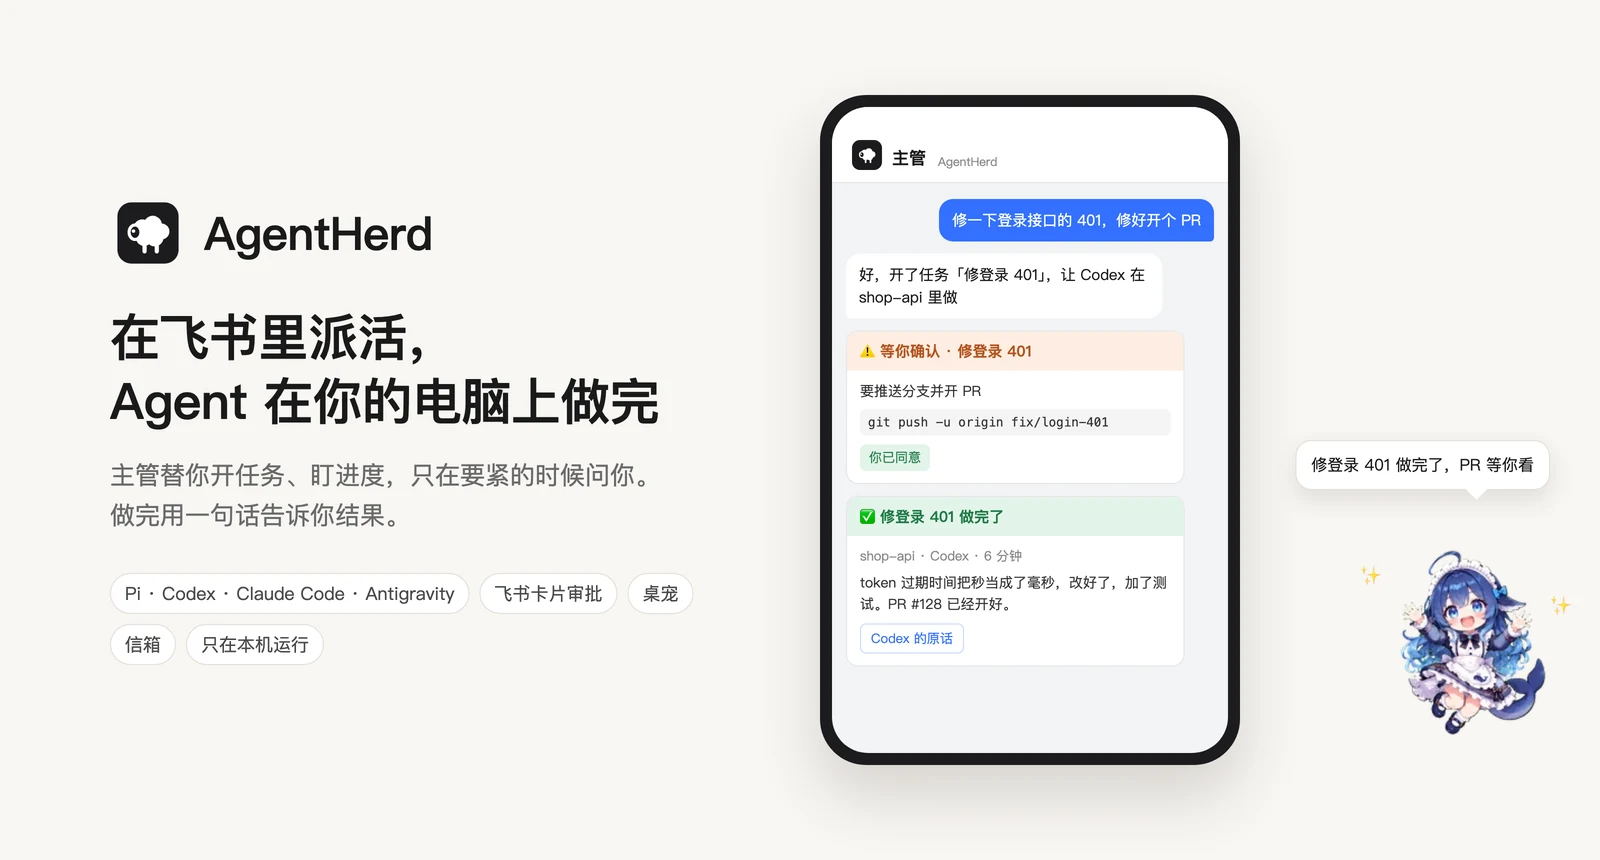 AgentHerd
在飞书里派活，
Agent 在你的电脑上做完
主管替你开任务、盯进度，只在要紧的时候问你。
做完用一句话告诉你结果。
Pi · Codex · Claude Code · Antigravity
飞书卡片审批
桌宠
信箱
只在本机运行
主管 AgentHerd
修一下登录接口的 401，修好开个 PR
好，开了任务「修登录 401」，让 Codex 在
shop-api 里做
⚠️ 等你确认 · 修登录 401
要推送分支并开 PR
git push -u origin fix/login-401
你已同意
✅ 修登录 401 做完了
shop-api · Codex · 6 分钟
token 过期时间把秒当成了毫秒，改好了，加了测
试。PR #128 已经开好。
Codex 的原话
修登录 401 做完了，PR 等你看